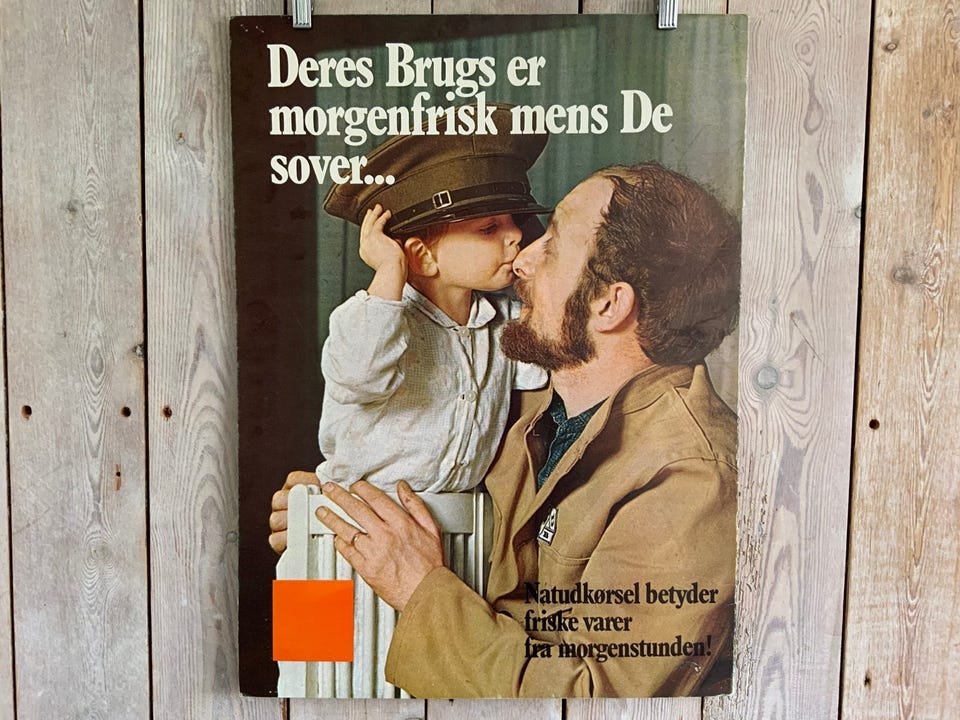 Deres Brugs er
morgenfrisk mens De
sover...
Natudkørsel betyder
friske varer
fra morgenstunden!